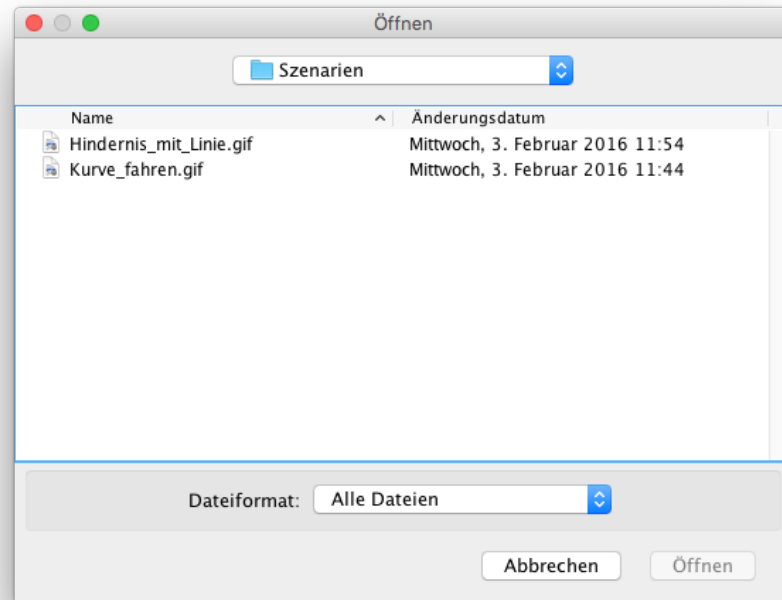 Öffnen
Szenarien
Name Änderungsdatum
Hindernis_mit_Linie.gif Mittwoch, 3. Februar 2016 11:54
Kurve_fahren.gif Mittwoch, 3. Februar 2016 11:44
Dateiformat: Alle Dateien
Abbrechen Öffnen